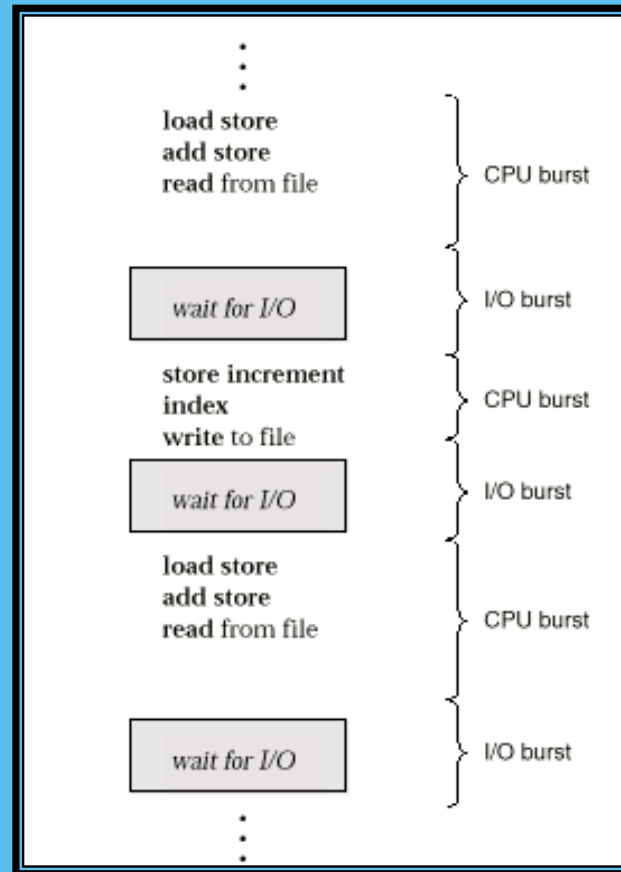 load store
add store
read from file
CPU burst
wait for I/O
I/O burst
store increment
index
write to file
CPU burst
wait for I/O
I/O burst
load store
add store
read from file
CPU burst
wait for I/O
I/O burst